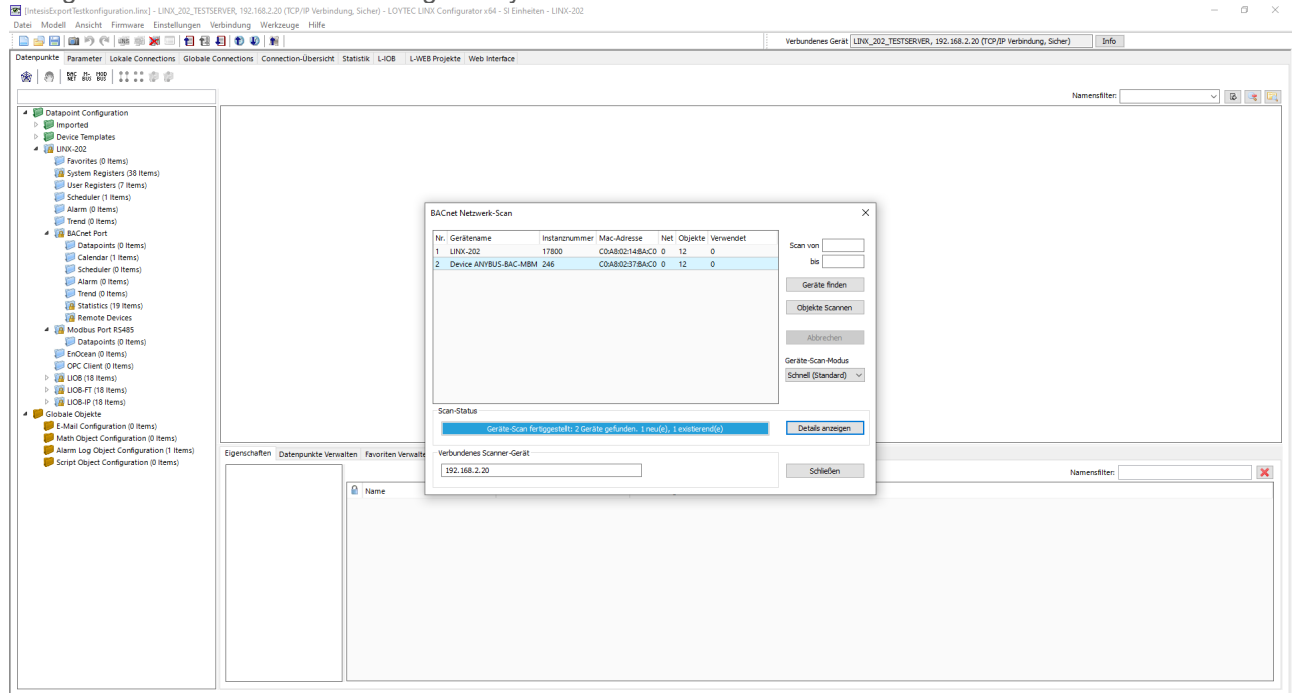 [IntesisExportTestkonfiguration.linx] - LINX_202_TESTSERVER, 192.168.2.20 (TCP/IP Verbindung, Sicher) - LOYTEC LINX Configurator x64 - SI Einheiten - LINX-202
Datei Modell Ansicht Firmware Einstellungen Verbindung Werkzeuge Hilfe
Verbundenes Gerät LINX_202_TESTSERVER, 192.168.2.20 (TCP/IP Verbindung, Sicher) Info
Datenpunkte Parameter Lokale Connections Globale Connections Connection-Übersicht Statistik L-IOB L-WEB Projekte Web Interface
BAC NET M- BUS MOD BUS
Namensfilter:
Datapoint Configuration
Imported
Device Templates
LINX-202
Favorites (0 Items)
System Registers (38 Items)
User Registers (7 Items)
Scheduler (1 Items)
Alarm (0 Items)
Trend (0 Items)
BACnet Port
Datapoints (0 Items)
Calendar (1 Items)
Scheduler (0 Items)
Alarm (0 Items)
Trend (0 Items)
Statistics (19 Items)
Remote Devices
Modbus Port RS485
Datapoints (0 Items)
EnOcean (0 Items)
OPC Client (0 Items)
LIOB (18 Items)
LIOB-FT (18 Items)
LIOB-IP (18 Items)
Globale Objekte
E-Mail Configuration (0 Items)
Math Object Configuration (0 Items)
Alarm Log Object Configuration (1 Items)
Script Object Configuration (0 Items)
BACnet Netzwerk-Scan
Nr. Gerätename Instanznummer Mac-Adresse Net Objekte Verwendet
1 LINX-202 17800 C0:A8:02:14:BA:C0 0 12 0
2 Device ANYBUS-BAC-MBM 246 C0:A8:02:37:BA:C0 0 12 0
Scan von
bis
Geräte finden
Objekte Scannen
Abbrechen
Geräte-Scan-Modus
Schnell (Standard)
Scan-Status
Geräte-Scan fertiggestellt: 2 Geräte gefunden. 1 neu(e), 1 existierend(e)
Details anzeigen
Verbundenes Scanner-Gerät
192.168.2.20
Schließen
Eigenschaften Datenpunkte Verwalten Favoriten Verwalte
Namensfilter:
Name